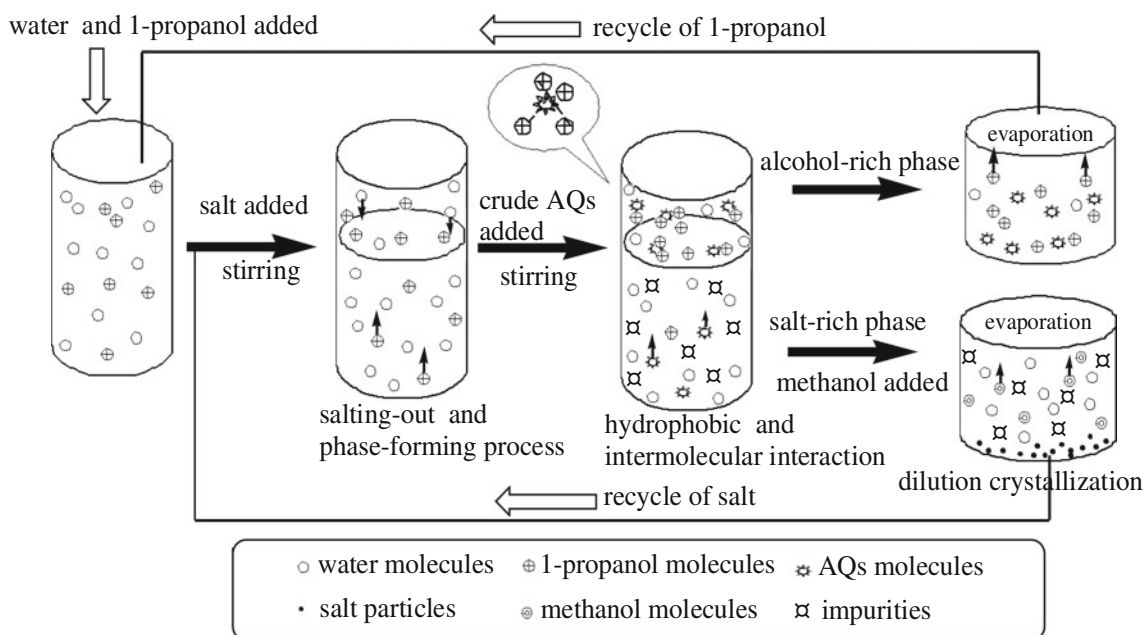 water and 1-propanol added
recycle of 1-propanol
salt added
stirring
salting-out and
phase-forming process
crude AQs
added
stirring
hydrophobic and
intermolecular interaction
alcohol-rich phase
evaporation
salt-rich phase
methanol added
evaporation
dilution crystallization
recycle of salt
water molecules 1-propanol molecules AQs molecules
salt particles methanol molecules impurities